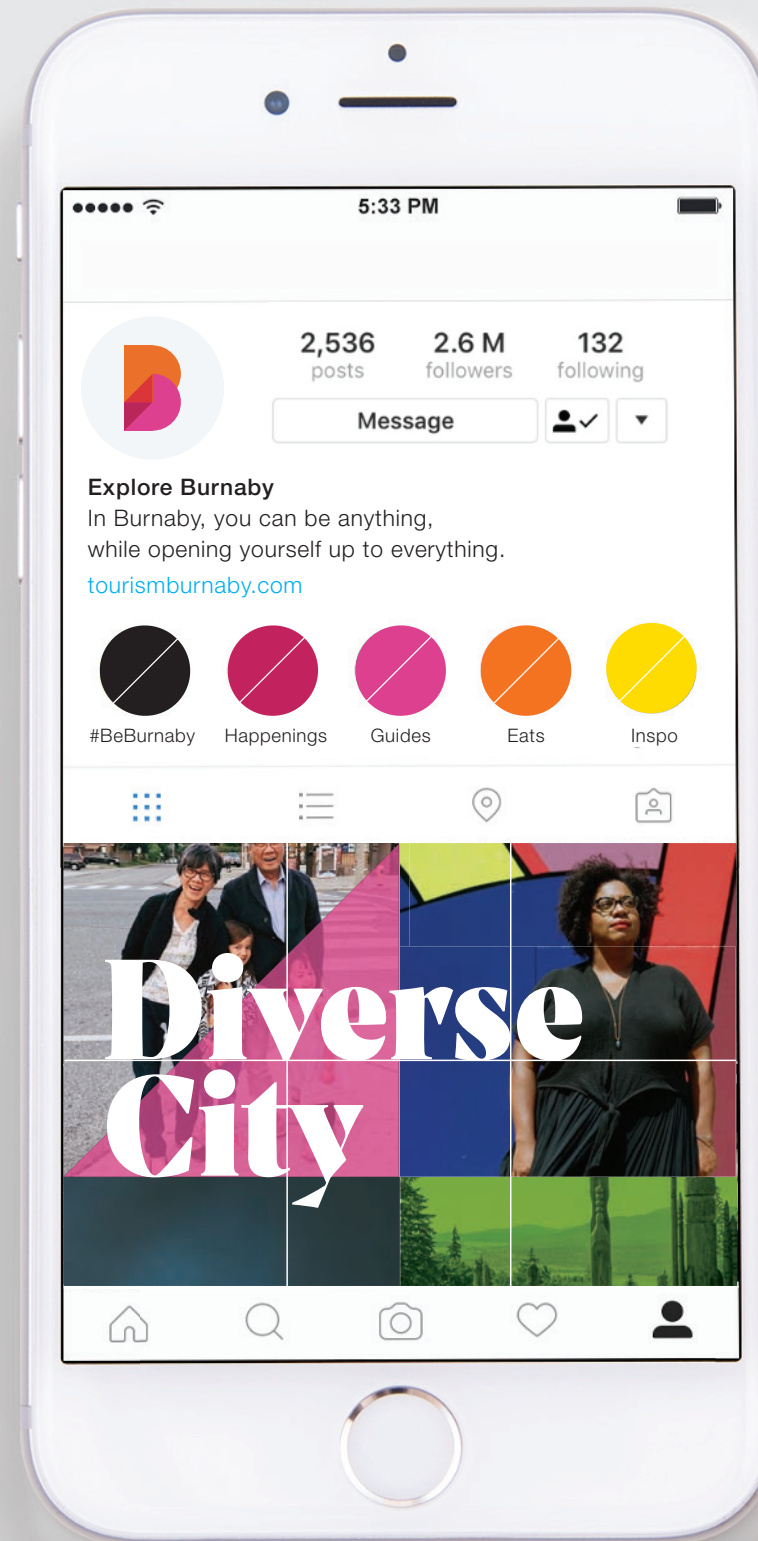 5:33 PM
2,536 2.6 M 132
posts followers following
Message
Explore Burnaby
In Burnaby, you can be anything,
while opening yourself up to everything.
tourismburnaby.com
#BeBurnaby Happenings Guides Eats Inspo
Diverse
City